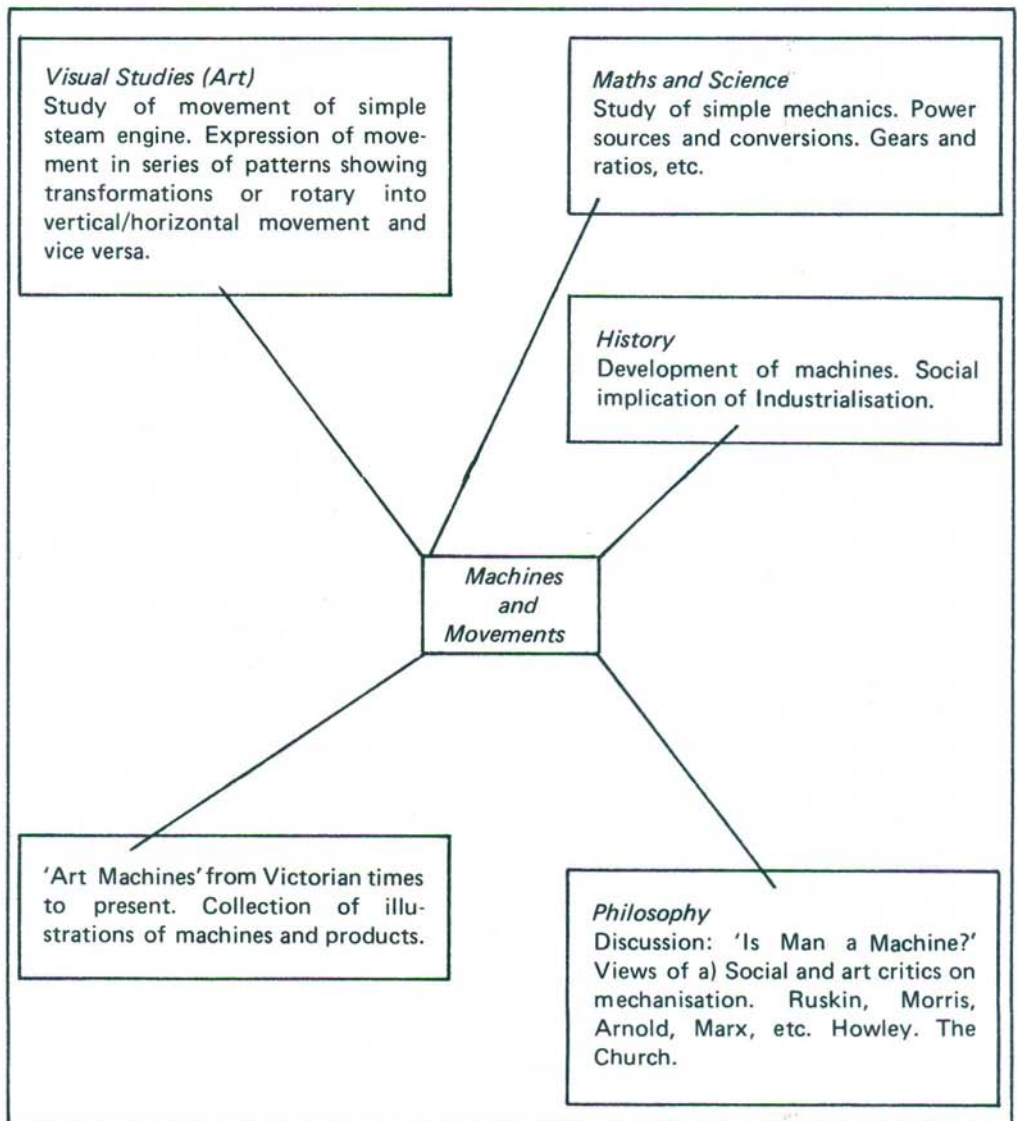 Visual Studies (Art)
Study of movement of simple
steam engine. Expression of move-
ment in series of patterns showing
transformations or rotary into
vertical/horizontal movement and
vice versa.
Maths and Science
Study of simple mechanics. Power
sources and conversions. Gears and
ratios, etc.
History
Development of machines. Social
implication of Industrialisation.
Machines
and
Movements
'Art Machines' from Victorian times
to present. Collection of illu-
strations of machines and products.
Philosophy
Discussion: 'Is Man a Machine?'
Views of a) Social and art critics on
mechanisation. Ruskin, Morris,
Arnold, Marx, etc. Howley. The
Church.